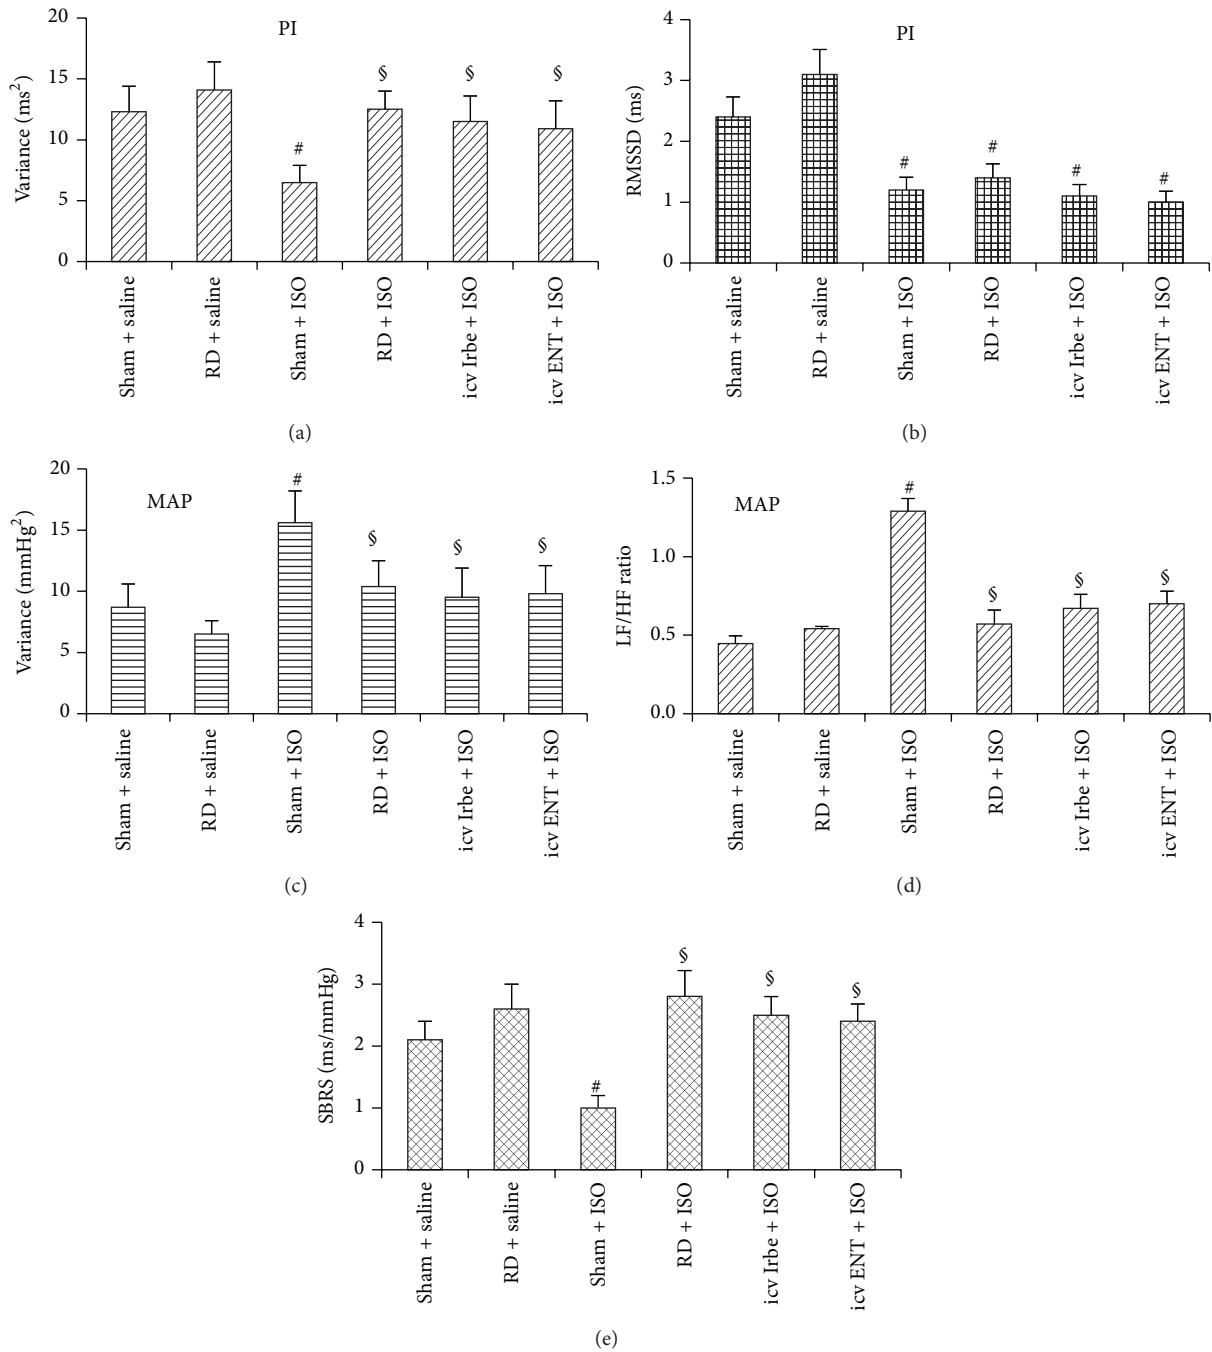 PI
Variance (ms²)
20
15
10
5
0
#
§
§
§
Sham + saline
RD + saline
Sham + ISO
RD + ISO
icv Irbe + ISO
icv ENT + ISO
(a)
PI
RMSSD (ms)
4
3
2
1
0
#
#
#
#
Sham + saline
RD + saline
Sham + ISO
RD + ISO
icv Irbe + ISO
icv ENT + ISO
(b)
MAP
Variance (mmHg²)
20
15
10
5
0
#
§
§
§
Sham + saline
RD + saline
Sham + ISO
RD + ISO
icv Irbe + ISO
icv ENT + ISO
(c)
MAP
LF/HF ratio
1.5
1.0
0.5
0.0
#
§
§
§
Sham + saline
RD + saline
Sham + ISO
RD + ISO
icv Irbe + ISO
icv ENT + ISO
(d)
SBRS (ms/mmHg)
4
3
2
1
0
#
§
§
§
Sham + saline
RD + saline
Sham + ISO
RD + ISO
icv Irbe + ISO
icv ENT + ISO
(e)